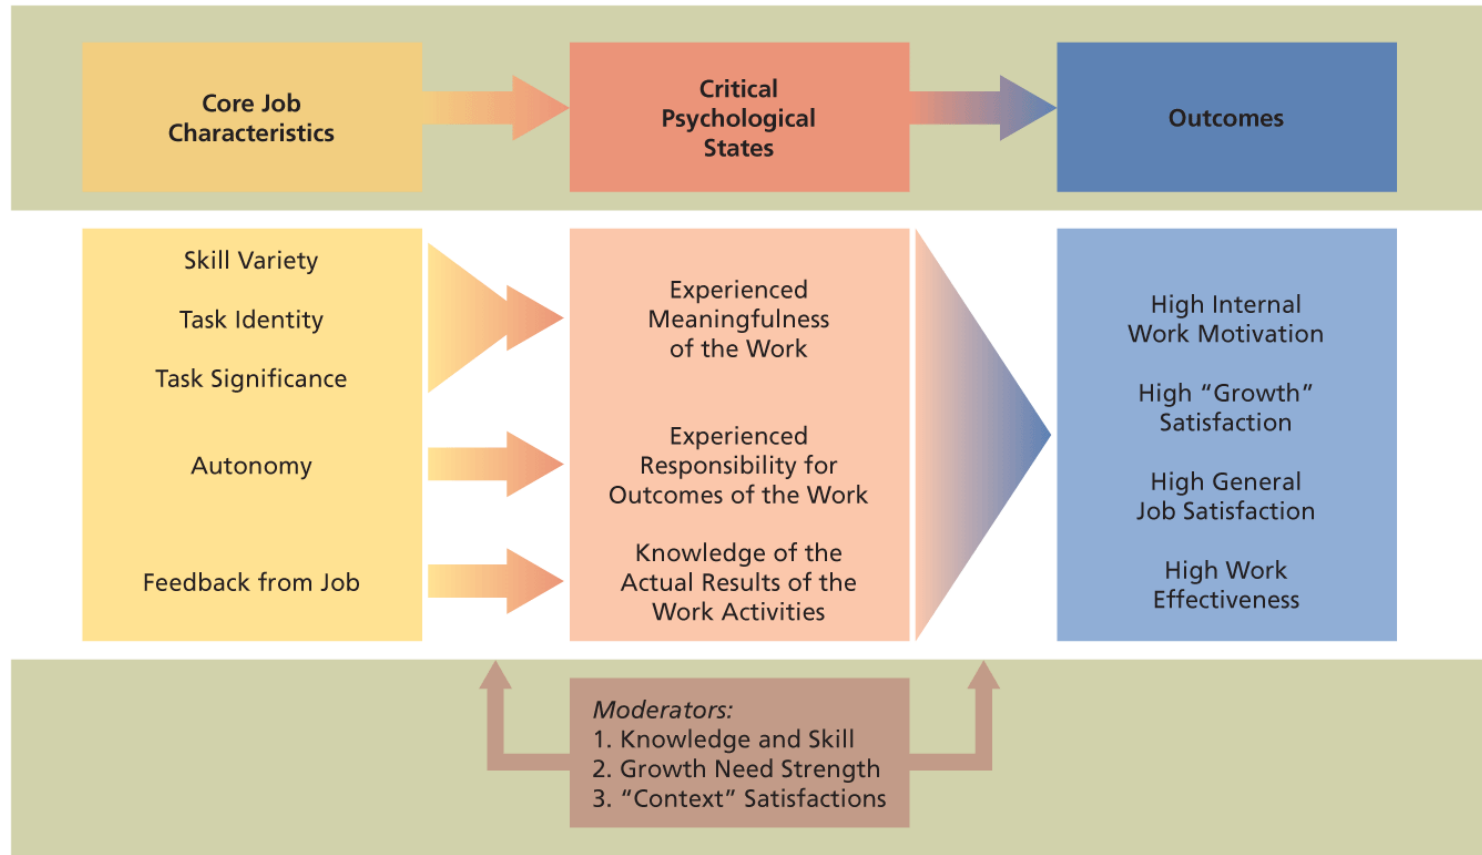 Core Job
Characteristics
Critical
Psychological
States
Outcomes
Skill Variety
Task Identity
Task Significance
Autonomy
Feedback from Job
Experienced
Meaningfulness
of the Work
Experienced
Responsibility for
Outcomes of the Work
Knowledge of the
Actual Results of the
Work Activities
High Internal
Work Motivation
High “Growth”
Satisfaction
High General
Job Satisfaction
High Work
Effectiveness
Moderators:
1. Knowledge and Skill
2. Growth Need Strength
3. “Context” Satisfactions